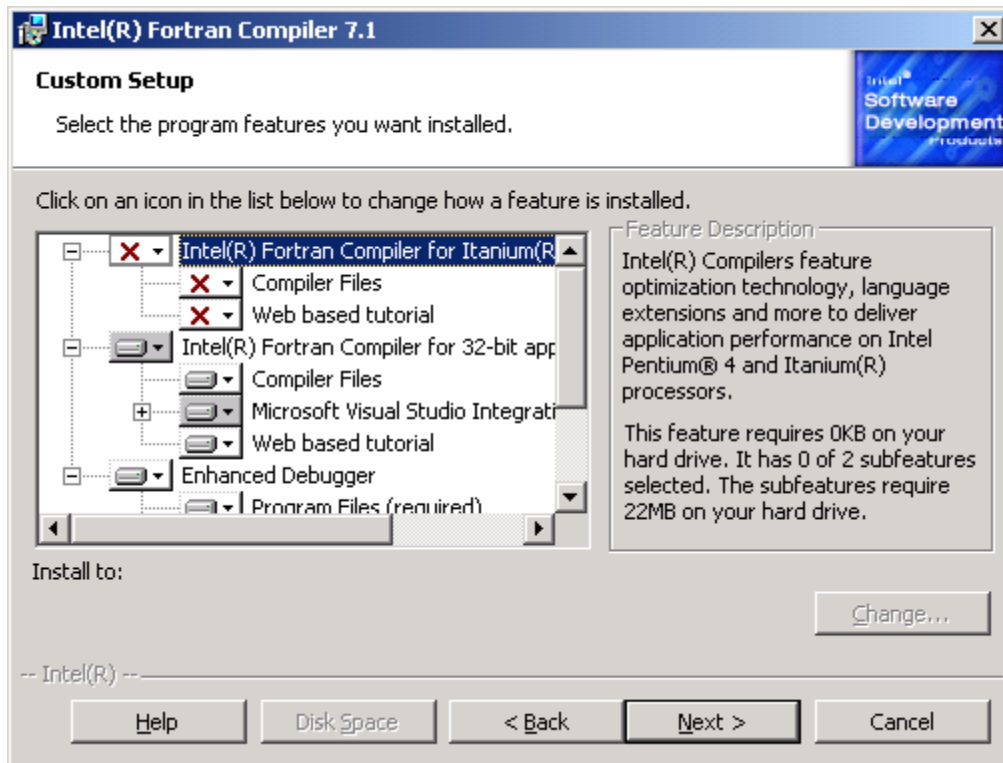 Intel(R) Fortran Compiler 7.1
Custom Setup
Select the program features you want installed.
intel®
Software
Development
Products
Click on an icon in the list below to change how a feature is installed.
Intel(R) Fortran Compiler for Itanium(R
Compiler Files
Web based tutorial
Intel(R) Fortran Compiler for 32-bit app
Compiler Files
Microsoft Visual Studio Integrati
Web based tutorial
Enhanced Debugger
Program Files (required)
Feature Description
Intel(R) Compilers feature
optimization technology, language
extensions and more to deliver
application performance on Intel
Pentium® 4 and Itanium(R)
processors.
This feature requires 0KB on your
hard drive. It has 0 of 2 subfeatures
selected. The subfeatures require
22MB on your hard drive.
Install to:
Change...
-- Intel(R) --
Help
Disk Space
< Back
Next >
Cancel